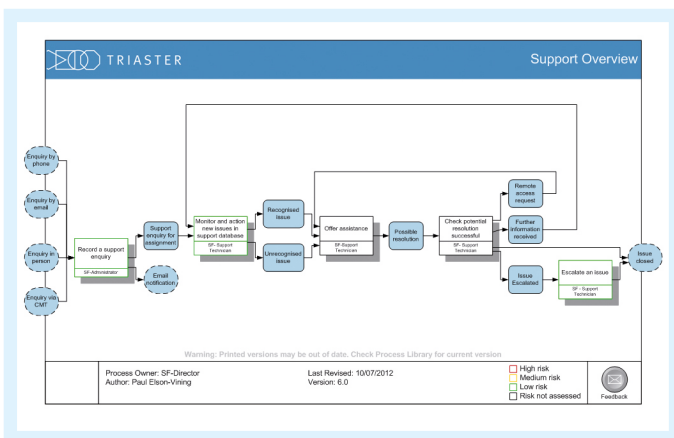 TRIASTER
Support Overview
Enquiry by
phone
Enquiry by
email
Enquiry in
person
Enquiry via
CMT
Record a support
enquiry
SF-Administrator
Support
enquiry for
assignment
Email
notification
Monitor and action
new issues in
support database
SF- Support
Technician
Recognised
Issue
Unrecognised
Issue
Offer assistance
SF-Support
Technician
Possible
resolution
Check potential
resolution
successful
SF- Support
Technician
Remote
access
request
Further
information
received
Issue
Escalated
Escalate an issue
SF - Support
Technician
Issue
closed
Warning: Printed versions may be out of date. Check Process Library for current version
Process Owner: SF-Director
Author: Paul Elson-Vining
Last Revised: 10/07/2012
Version: 6.0
High risk
Medium risk
Low risk
Risk not assessed
Feedback